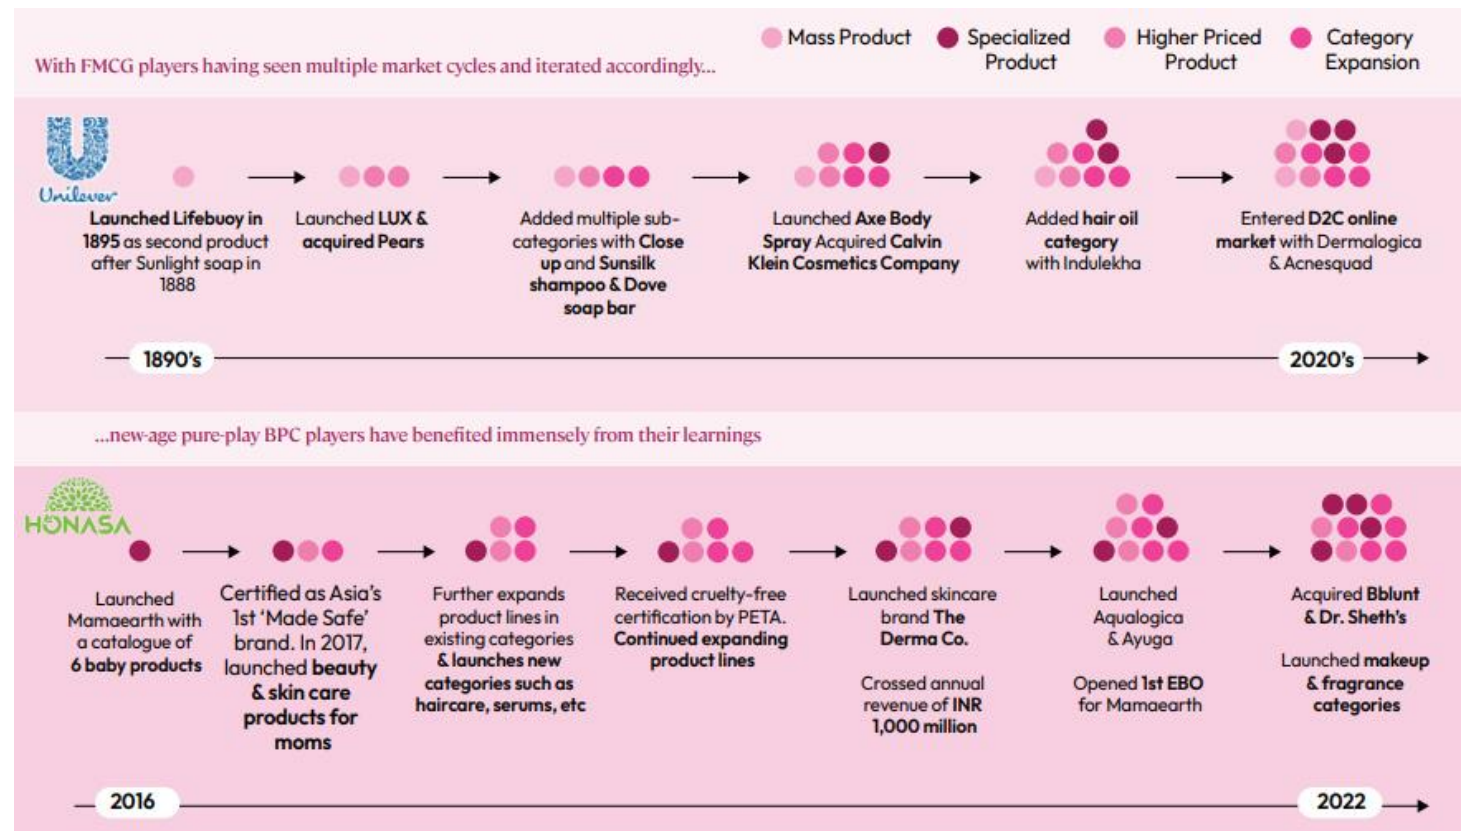 Mass Product
Specialized
Product
Higher Priced
Product
Category
Expansion
With FMCG players having seen multiple market cycles and iterated accordingly...
Unilever
Launched Lifebuoy in
1895 as second product
after Sunlight soap in
1888
Launched LUX &
acquired Pears
Added multiple sub-
categories with Close
up and Sunsilk
shampoo & Dove
soap bar
Launched Axe Body
Spray Acquired Calvin
Klein Cosmetics Company
Added hair oil
category
with Indulekha
Entered D2C online
market with Dermalogica
& Acnesquad
1890's
2020's
...new-age pure-play BPC players have benefited immensely from their learnings
HONASA
Launched
Mamaearth with
a catalogue of
6 baby products
Certified as Asia's
1st 'Made Safe'
brand. In 2017,
launched beauty
& skin care
products for
moms
Further expands
product lines in
existing categories
& launches new
categories such as
haircare, serums, etc
Received cruelty-free
certification by PETA.
Continued expanding
product lines
Launched skincare
brand The
Derma Co.
Crossed annual
revenue of INR
1,000 million
Launched
Aqualogica
& Ayuga
Opened 1st EBO
for Mamaearth
Acquired Bblunt
& Dr. Sheth's
Launched makeup
& fragrance
categories
2016
2022